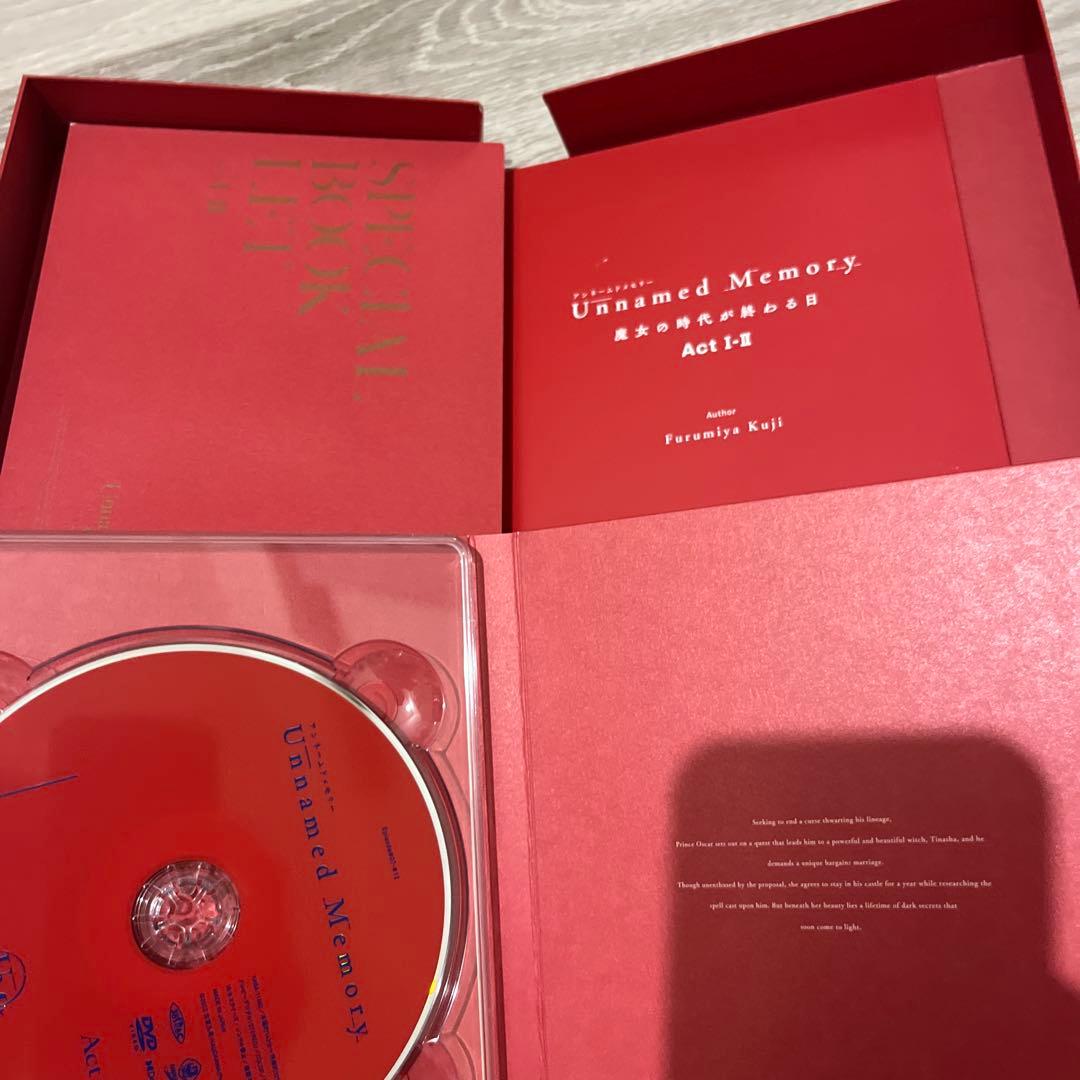 SPECIAL
BOOK
LET
I-II
アンネームドメモリー
Unnamed Memory
魔女の時代が終わる日
Act I-II
Author
Furumiya Kuji
アンネームドメモリー
Unnamed Memory
Act
DVD
VIDEO
Seeking to end a curse thwarting his lineage,
Prince Oscar sets out on a quest that leads him to a powerful and beautiful witch, Tinasha, and he
demands a unique bargain: marriage.
Though unenthused by the proposal, she agrees to stay in his castle for a year while researching the
spell cast upon him. But beneath her beauty lies a lifetime of dark secrets that
soon come to light.